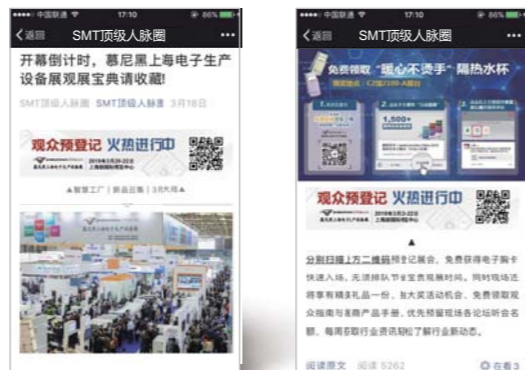 中国联通 17:10 86%
返回 SMT顶级人脉圈
开幕倒计时，慕尼黑上海电子生产
设备展观展宝典请收藏!
SMT顶级人脉圈 SMT顶级人脉圈 3月18日
观众预登记 火热进行中
▲智慧工厂 | 新品云集 | 3月大戏▲
中国联通 17:10 86%
返回 SMT顶级人脉圈
免费领取“暖心不烫手”隔热水杯
1,500+
观众预登记 火热进行中
▲
分别扫描上方二维码预登记展会，免费获得电子胸卡
快速入场，无须排队节省宝贵观展时间。同时现场还
将享有精美礼品一份，抽大奖活动机会、免费领取观
众指南与展商产品手册，优先预留现场各论坛听会名
额，每周获取行业资讯轻松了解行业新动态。
阅读原文 阅读 5262 在看 3